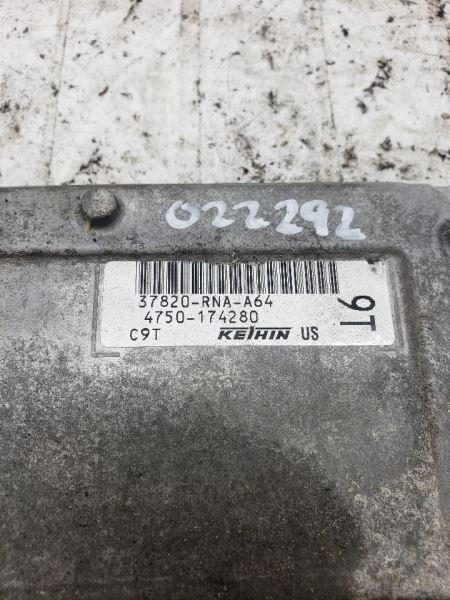 022292
37820-RNA-A64
4750-174280
C9T KEIHIN US
9T